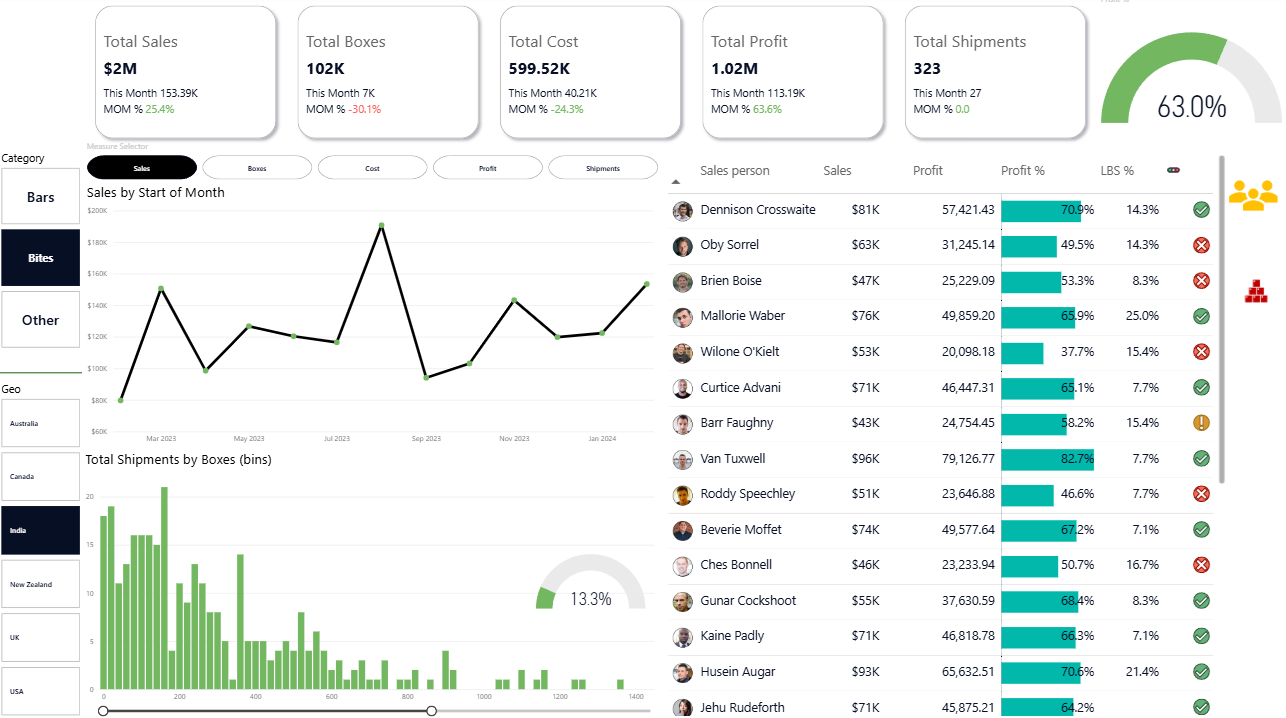 Total Sales
$2M
This Month 153.39K
MOM % 25.4%
Total Boxes
102K
This Month 7K
MOM % -30.1%
Total Cost
599.52K
This Month 40.21K
MOM % -24.3%
Total Profit
1.02M
This Month 113.19K
MOM % 63.6%
Total Shipments
323
This Month 27
MOM % 0.0
63.0%
Category
Bars
Bites
Other
Geo
Australia
Canada
India
New Zealand
UK
USA
Measure Selector
Sales Boxes Cost Profit Shipments
Sales by Start of Month
$200K
$180K
$160K
$140K
$120K
$100K
$80K
$60K
Mar 2023 May 2023 Jul 2023 Sep 2023 Nov 2023 Jan 2024
Total Shipments by Boxes (bins)
20
15
10
5
0
0 200 400 600 800 1000 1200 1400
13.3%
Sales person Sales Profit Profit % LBS %
Dennison Crosswaite $81K 57,421.43 70.9% 14.3%
Oby Sorrel $63K 31,245.14 49.5% 14.3%
Brien Boise $47K 25,229.09 53.3% 8.3%
Mallorie Waber $76K 49,859.20 65.9% 25.0%
Wilone O'Kielt $53K 20,098.18 37.7% 15.4%
Curtice Advani $71K 46,447.31 65.1% 7.7%
Barr Faughny $43K 24,754.45 58.2% 15.4%
Van Tuxwell $96K 79,126.77 82.7% 7.7%
Roddy Speechley $51K 23,646.88 46.6% 7.7%
Beverie Moffet $74K 49,577.64 67.2% 7.1%
Ches Bonnell $46K 23,233.94 50.7% 16.7%
Gunar Cockshoot $55K 37,630.59 68.4% 8.3%
Kaine Padly $71K 46,818.78 66.3% 7.1%
Husein Augar $93K 65,632.51 70.6% 21.4%
Jehu Rudeforth $71K 45,875.21 64.2%